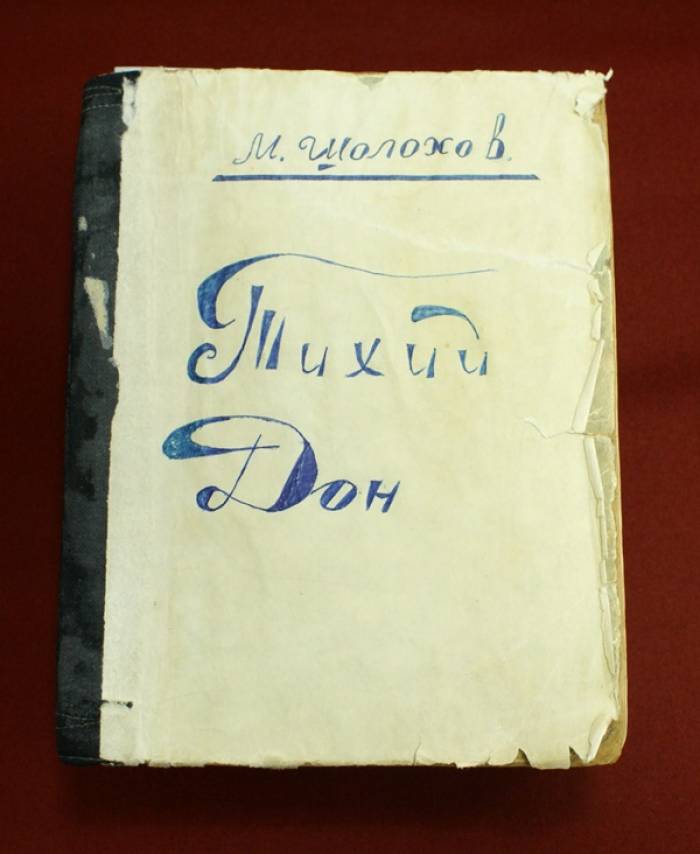 М. Шолохов.
Тихий
Дон